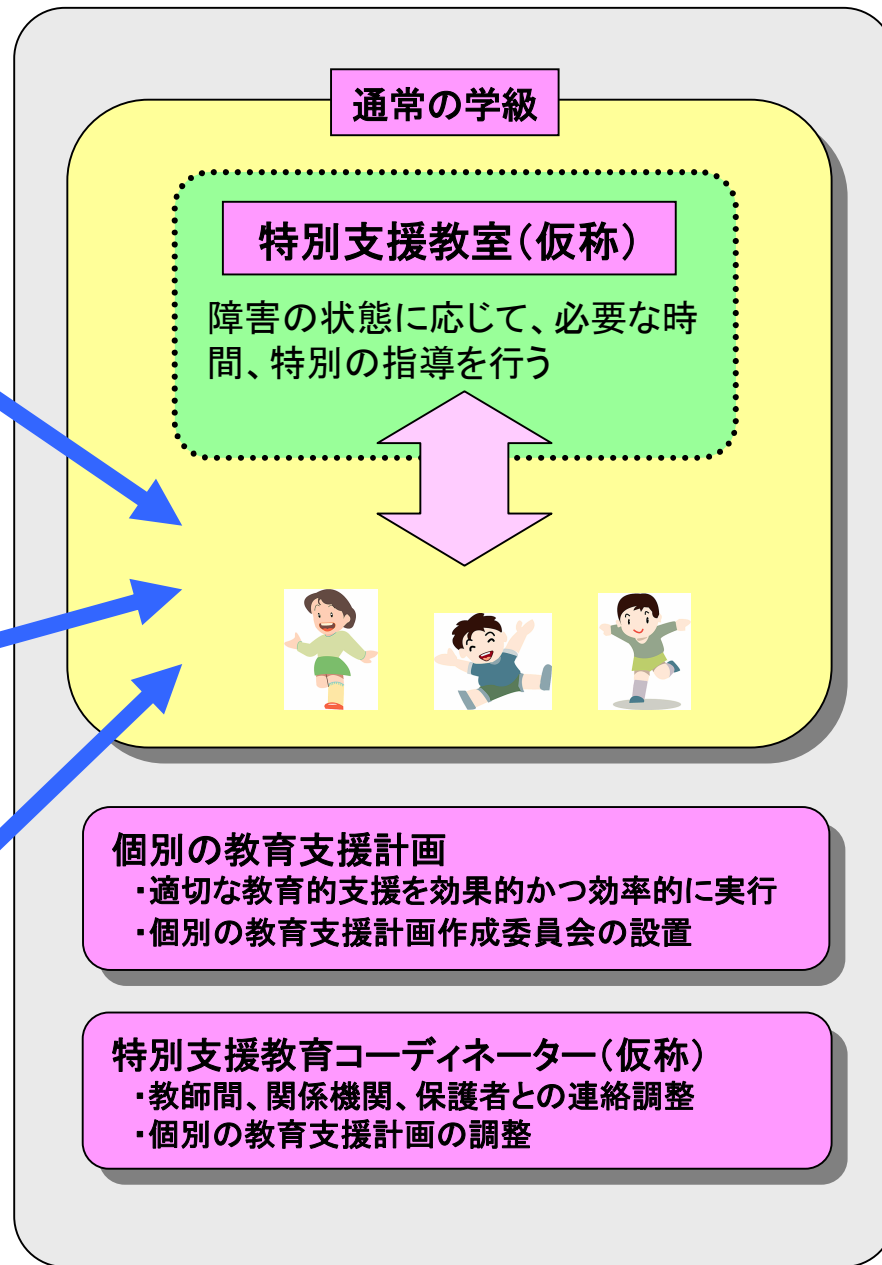 通常の学級
特別支援教室(仮称)
障害の状態に応じて、必要な時
間、特別の指導を行う
個別の教育支援計画
・適切な教育的支援を効果的かつ効率的に実行
・個別の教育支援計画作成委員会の設置
特別支援教育コーディネーター(仮称)
・教師間、関係機関、保護者との連絡調整
・個別の教育支援計画の調整